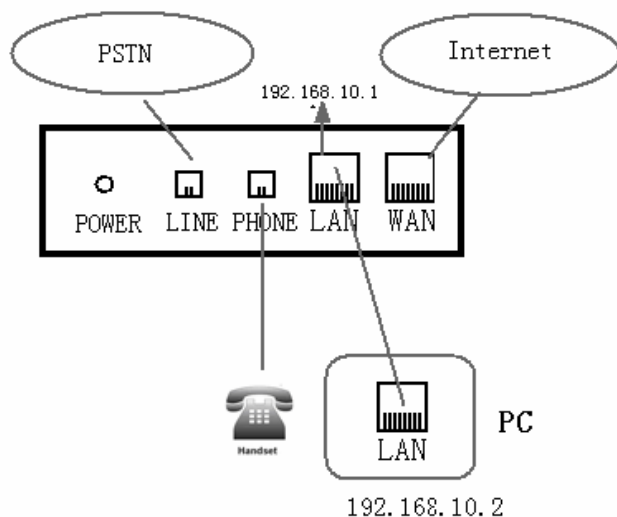 PSTN
Internet
192.168.10.1
POWER
LINE
PHONE
LAN
WAN
Handset
LAN
PC
192.168.10.2